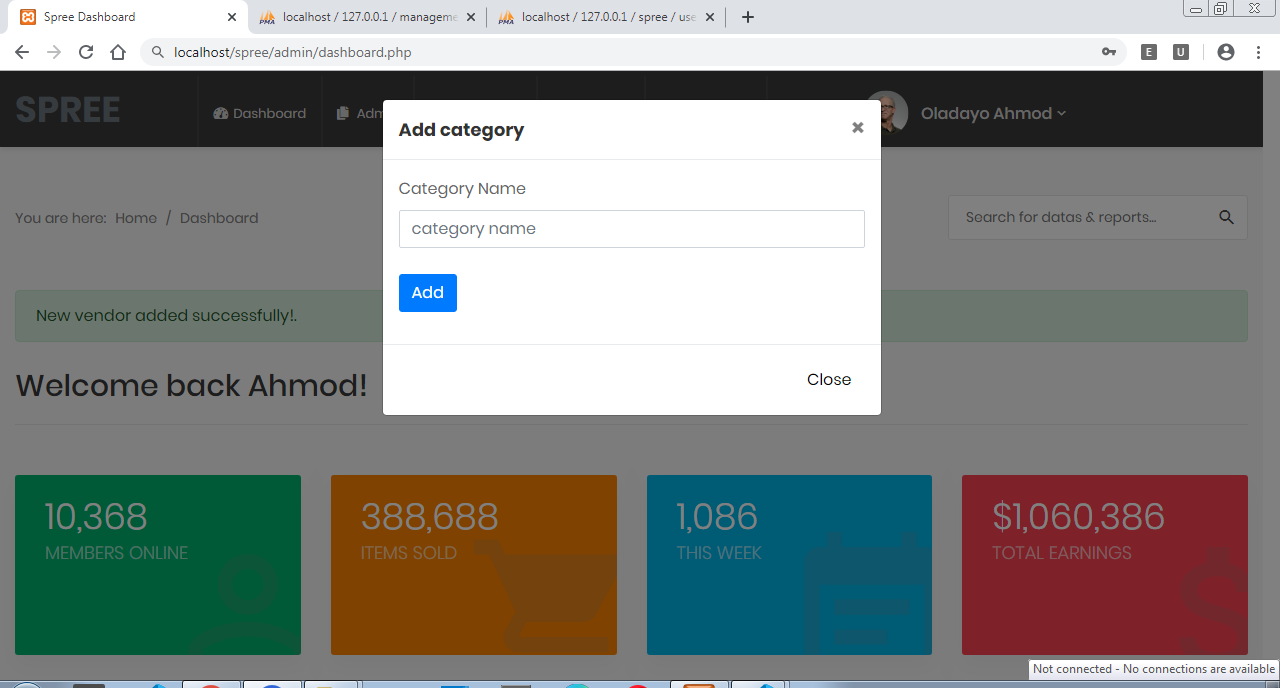 Spree Dashboard
localhost / 127.0.0.1 / manageme
localhost / 127.0.0.1 / spree / use
localhost/spree/admin/dashboard.php
E
U
SPREE
Dashboard
Adm
Oladayo Ahmod
Add category
Category Name
category name
Add
Close
You are here: Home / Dashboard
Search for datas & reports...
New vendor added successfully!.
Welcome back Ahmod!
10,368
MEMBERS ONLINE
388,688
ITEMS SOLD
1,086
THIS WEEK
$1,060,386
TOTAL EARNINGS
Not connected - No connections are available